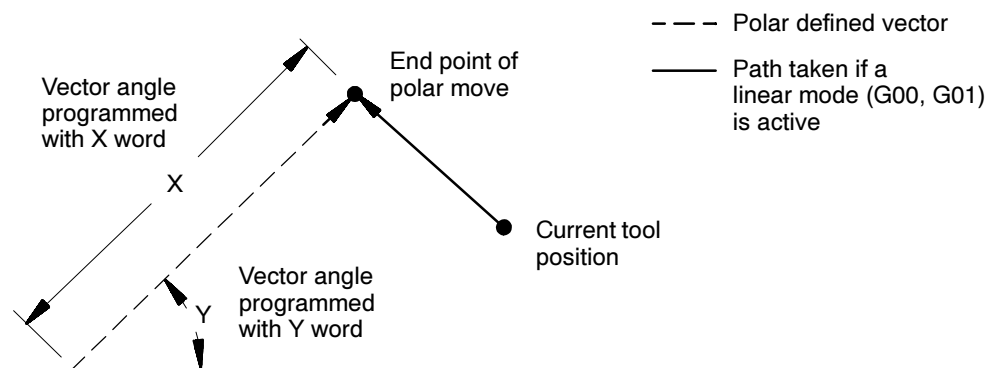 Polar defined vector
End point of
polar move
Path taken if a
linear mode (G00, G01)
is active
Vector angle
programmed
with X word
X
Current tool
position
Vector angle
programmed
with Y word
Y